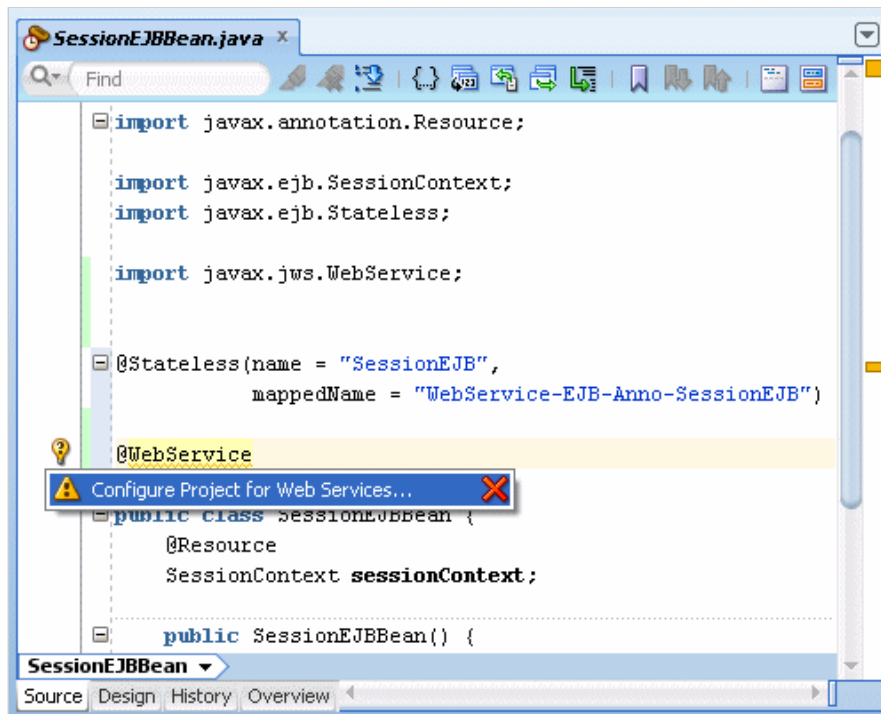 SessionEJBBean.java
Find
import javax.annotation.Resource;
import javax.ejb.SessionContext;
import javax.ejb.Stateless;
import javax.jws.WebService;
@Stateless(name = "SessionEJB",
mappedName = "WebService-EJB-Anno-SessionEJB")
@WebService
Configure Project for Web Services...
public class SessionEJBBean {
@Resource
SessionContext sessionContext;
public SessionEJBBean() {
SessionEJBBean
Source Design History Overview